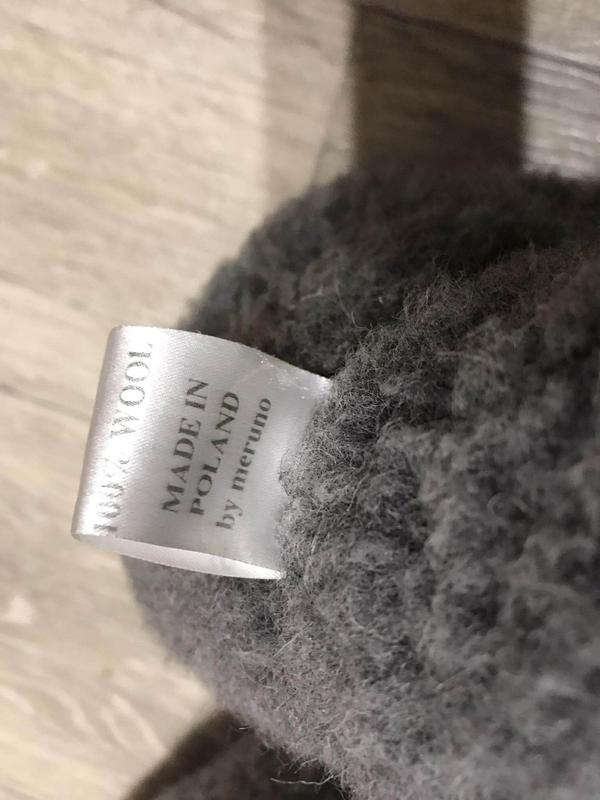 100% WOOL
MADE IN
POLAND
by meruno